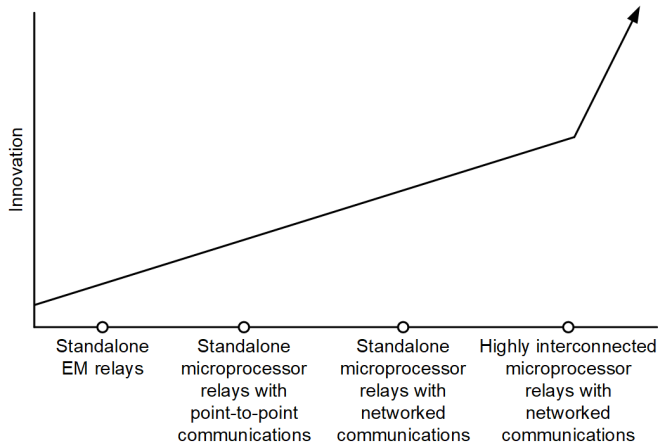 Innovation
Standalone
EM relays
Standalone
microprocessor
relays with
point-to-point
communications
Standalone
microprocessor
relays with
networked
communications
Highly interconnected
microprocessor
relays with
networked
communications